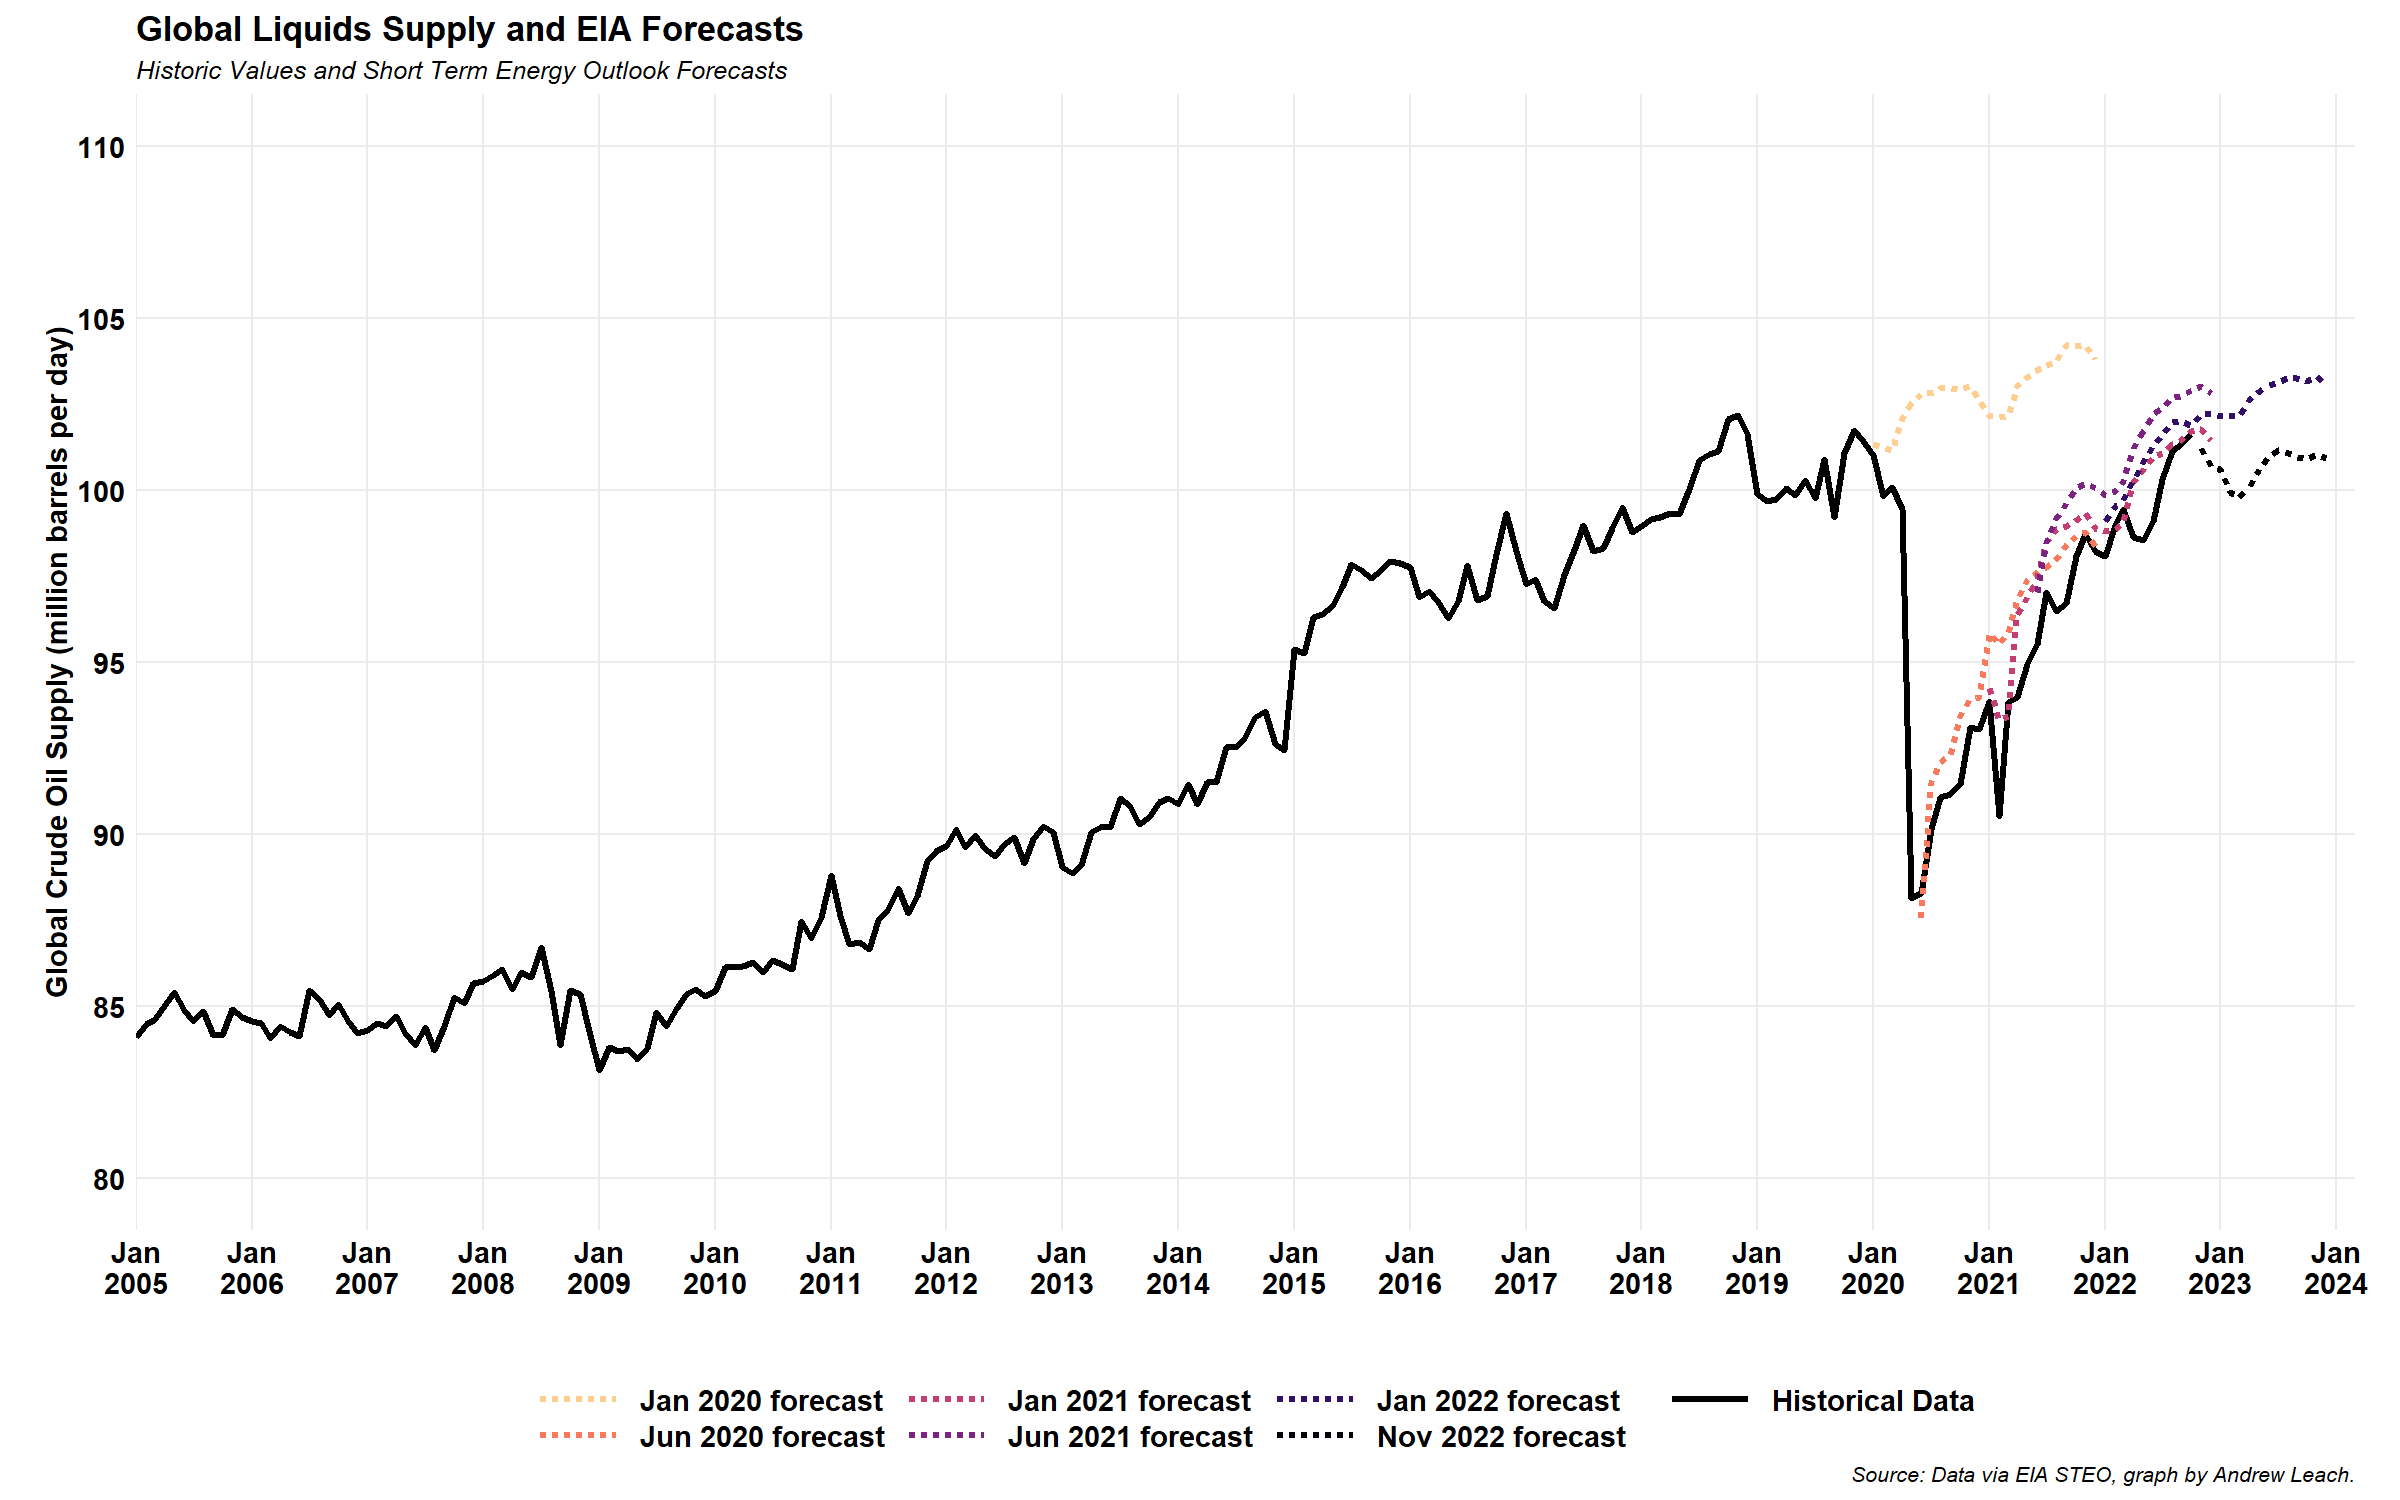 Global Liquids Supply and EIA Forecasts
Historic Values and Short Term Energy Outlook Forecasts
Global Crude Oil Supply (million barrels per day)
110
105
100
95
90
85
80
Jan Jan Jan Jan Jan Jan Jan Jan Jan Jan Jan Jan Jan Jan Jan Jan Jan Jan Jan Jan
2005 2006 2007 2008 2009 2010 2011 2012 2013 2014 2015 2016 2017 2018 2019 2020 2021 2022 2023 2024
Jan 2020 forecast Jan 2021 forecast Jan 2022 forecast Historical Data
Jun 2020 forecast Jun 2021 forecast Nov 2022 forecast
Source: Data via EIA STEO, graph by Andrew Leach.